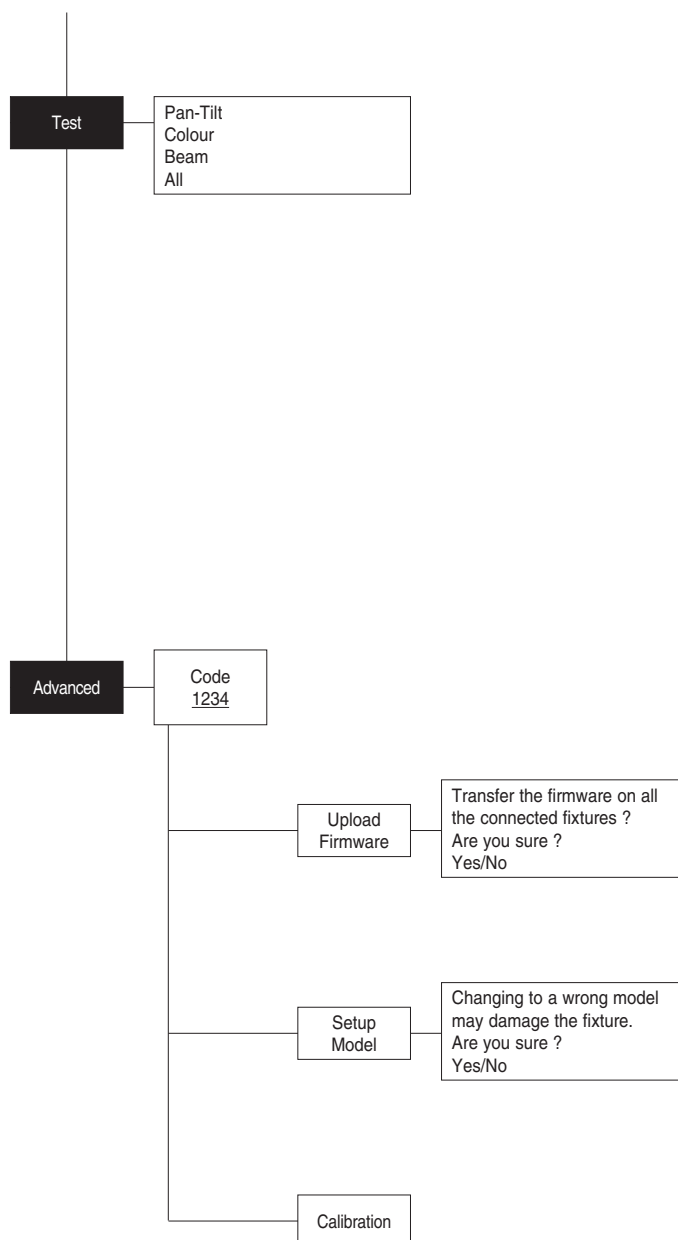 Test
Pan-Tilt
Colour
Beam
All
Advanced
Code
1234
Upload
Firmware
Transfer the firmware on all
the connected fixtures ?
Are you sure ?
Yes/No
Setup
Model
Changing to a wrong model
may damage the fixture.
Are you sure ?
Yes/No
Calibration